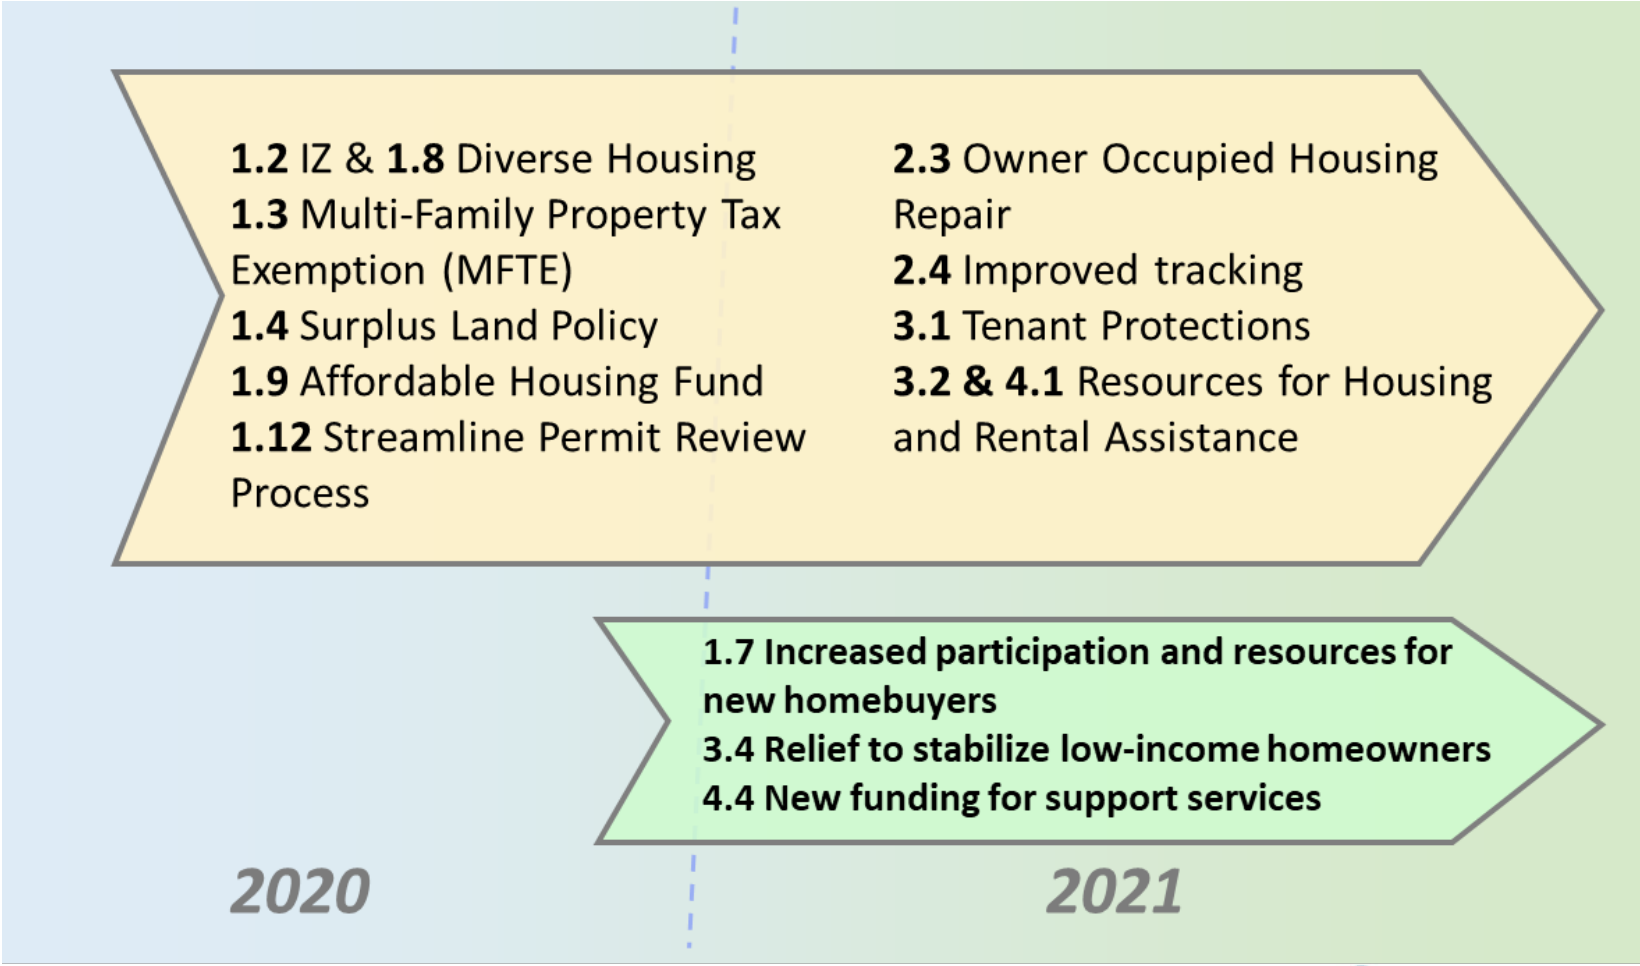 1.2 IZ & 1.8 Diverse Housing
1.3 Multi-Family Property Tax
Exemption (MFTE)
1.4 Surplus Land Policy
1.9 Affordable Housing Fund
1.12 Streamline Permit Review
Process
2.3 Owner Occupied Housing
Repair
2.4 Improved tracking
3.1 Tenant Protections
3.2 & 4.1 Resources for Housing
and Rental Assistance
1.7 Increased participation and resources for
new homebuyers
3.4 Relief to stabilize low-income homeowners
4.4 New funding for support services
2020
2021